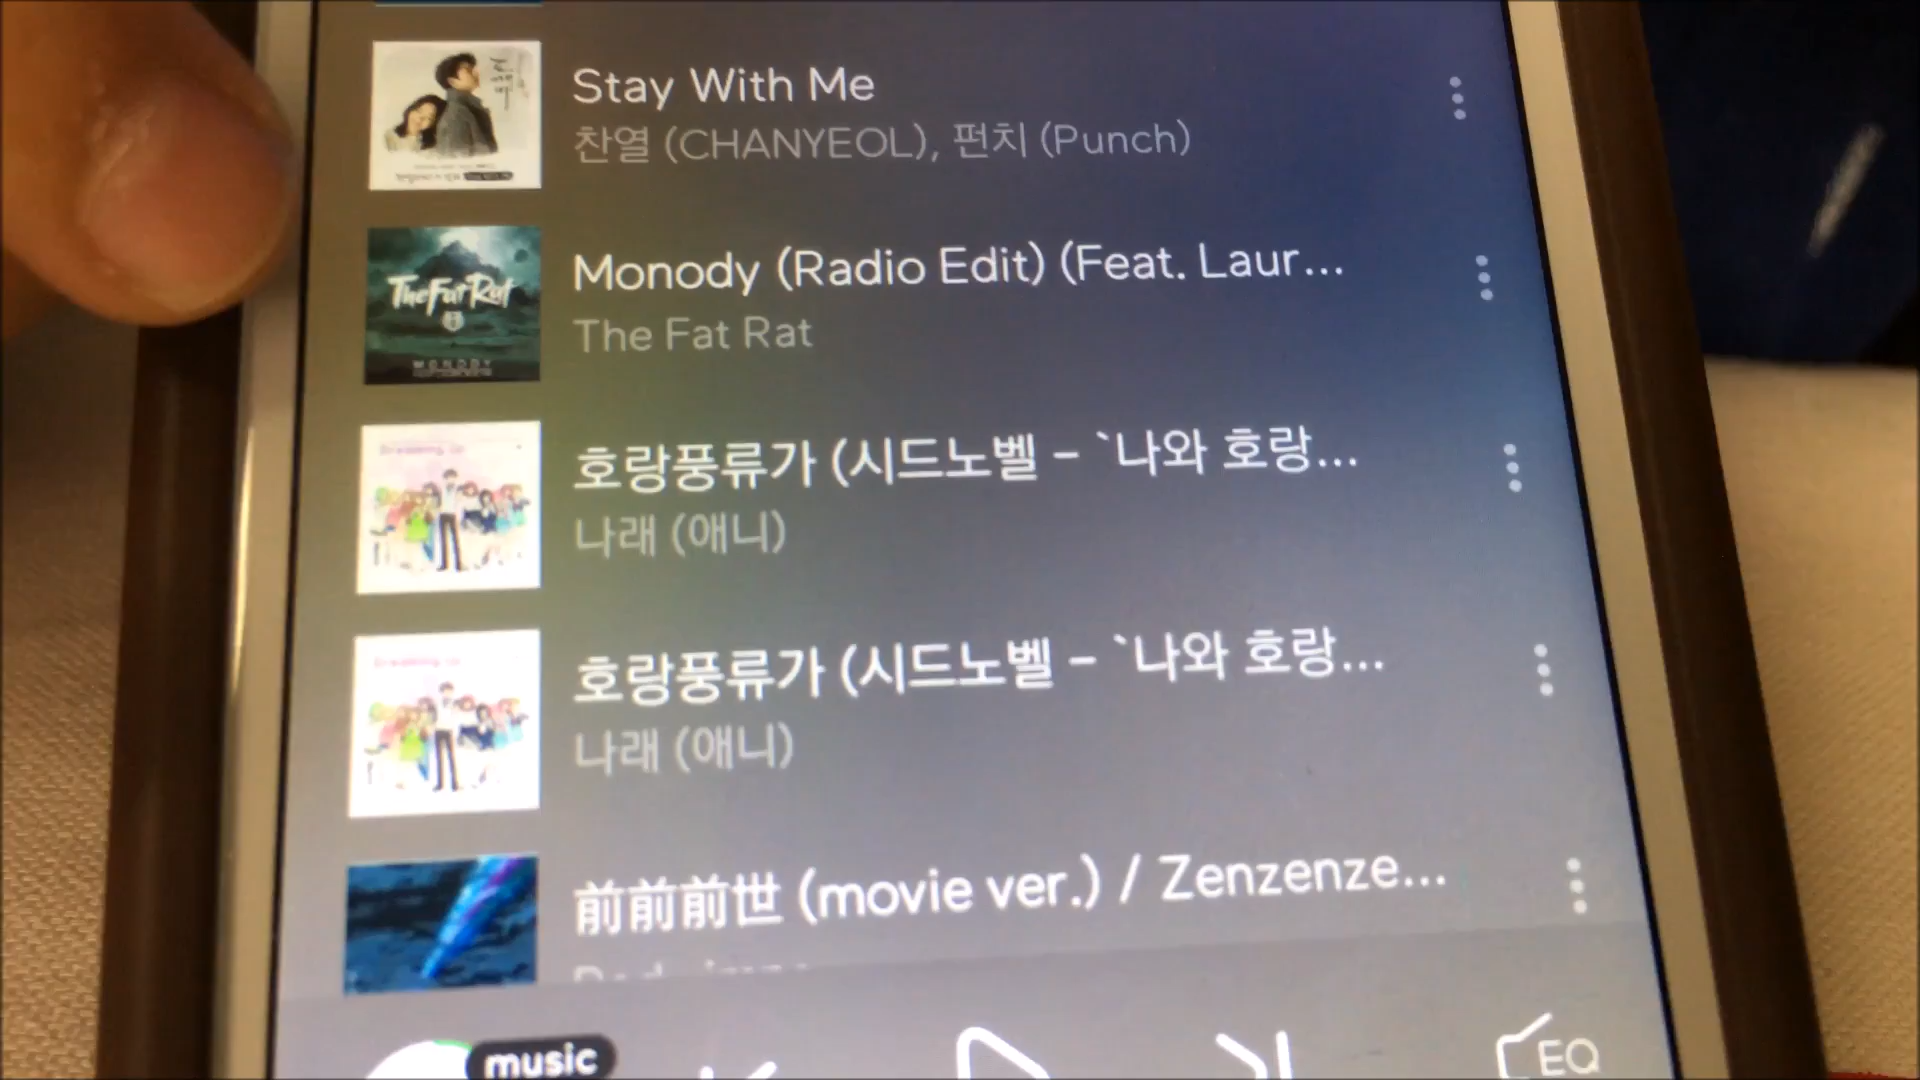 Stay With Me
찬열 (CHANYEOL), 펀치 (Punch)
TheFatRat
MONODY
Monody (Radio Edit) (Feat. Laur...
The Fat Rat
호랑풍류가 (시드노벨 - `나와 호랑...
나래 (애니)
호랑풍류가 (시드노벨 - `나와 호랑...
나래 (애니)
前前前世 (movie ver.) / Zenzenze...
music
EQ